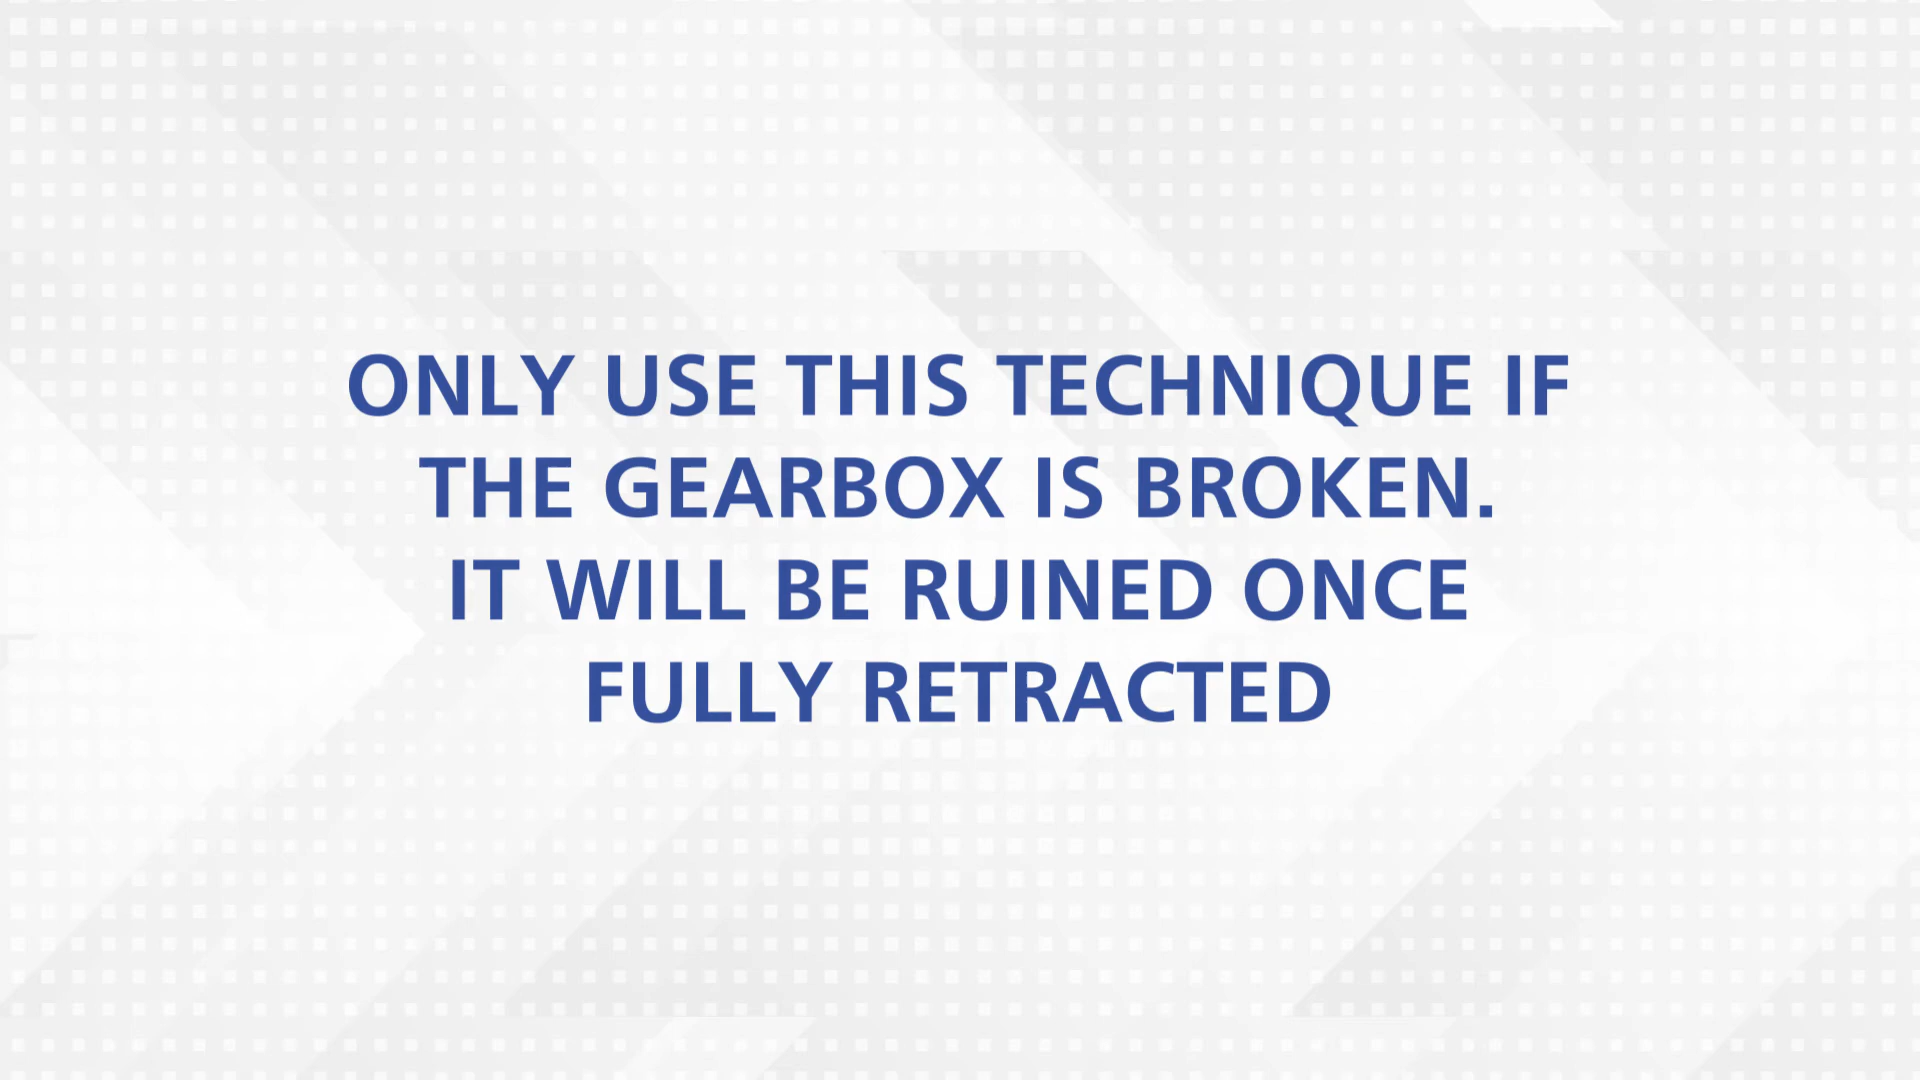 ONLY USE THIS TECHNIQUE IF
THE GEARBOX IS BROKEN.
IT WILL BE RUINED ONCE
FULLY RETRACTED